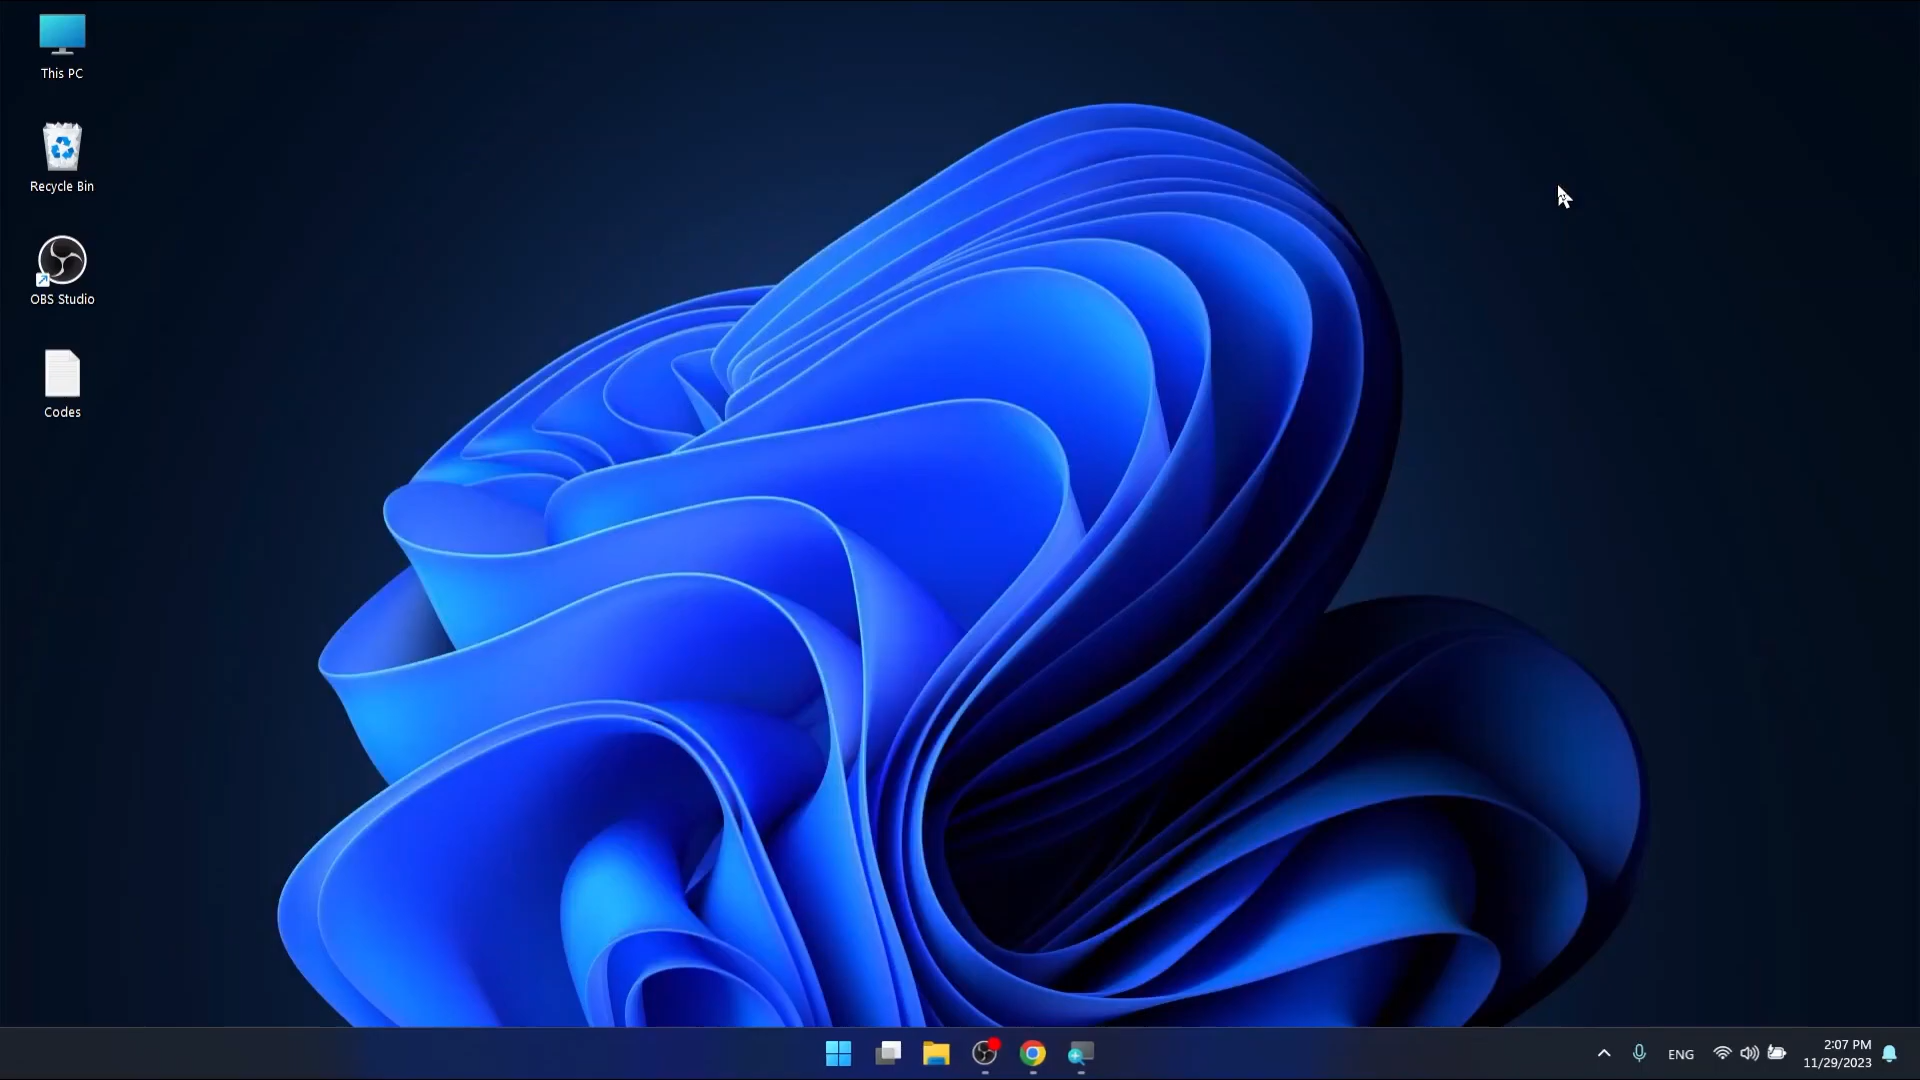 This PC
Recycle Bin
OBS Studio
Codes
ENG
2:07 PM
11/29/2023